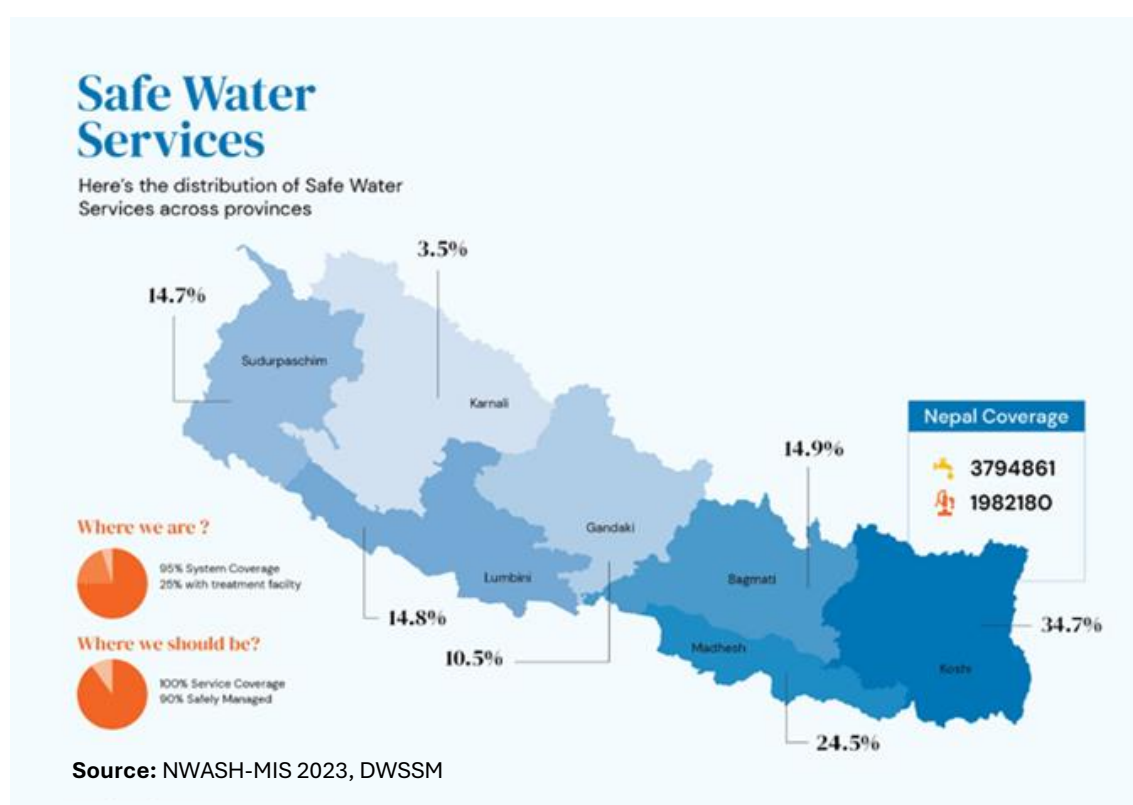 Safe Water
Services
Here's the distribution of Safe Water
Services across provinces
3.5%
14.7%
Sudurpaschim
Karnali
Nepal Coverage
3794861
1982180
14.9%
Where we are ?
95% System Coverage
25% with treatment facilty
Gandaki
Lumbini
Bagmati
14.8%
34.7%
Where we should be?
100% Service Coverage
90% Safely Managed
10.5%
Madhesh
Koshi
24.5%
Source: NWASH-MIS 2023, DWSSM